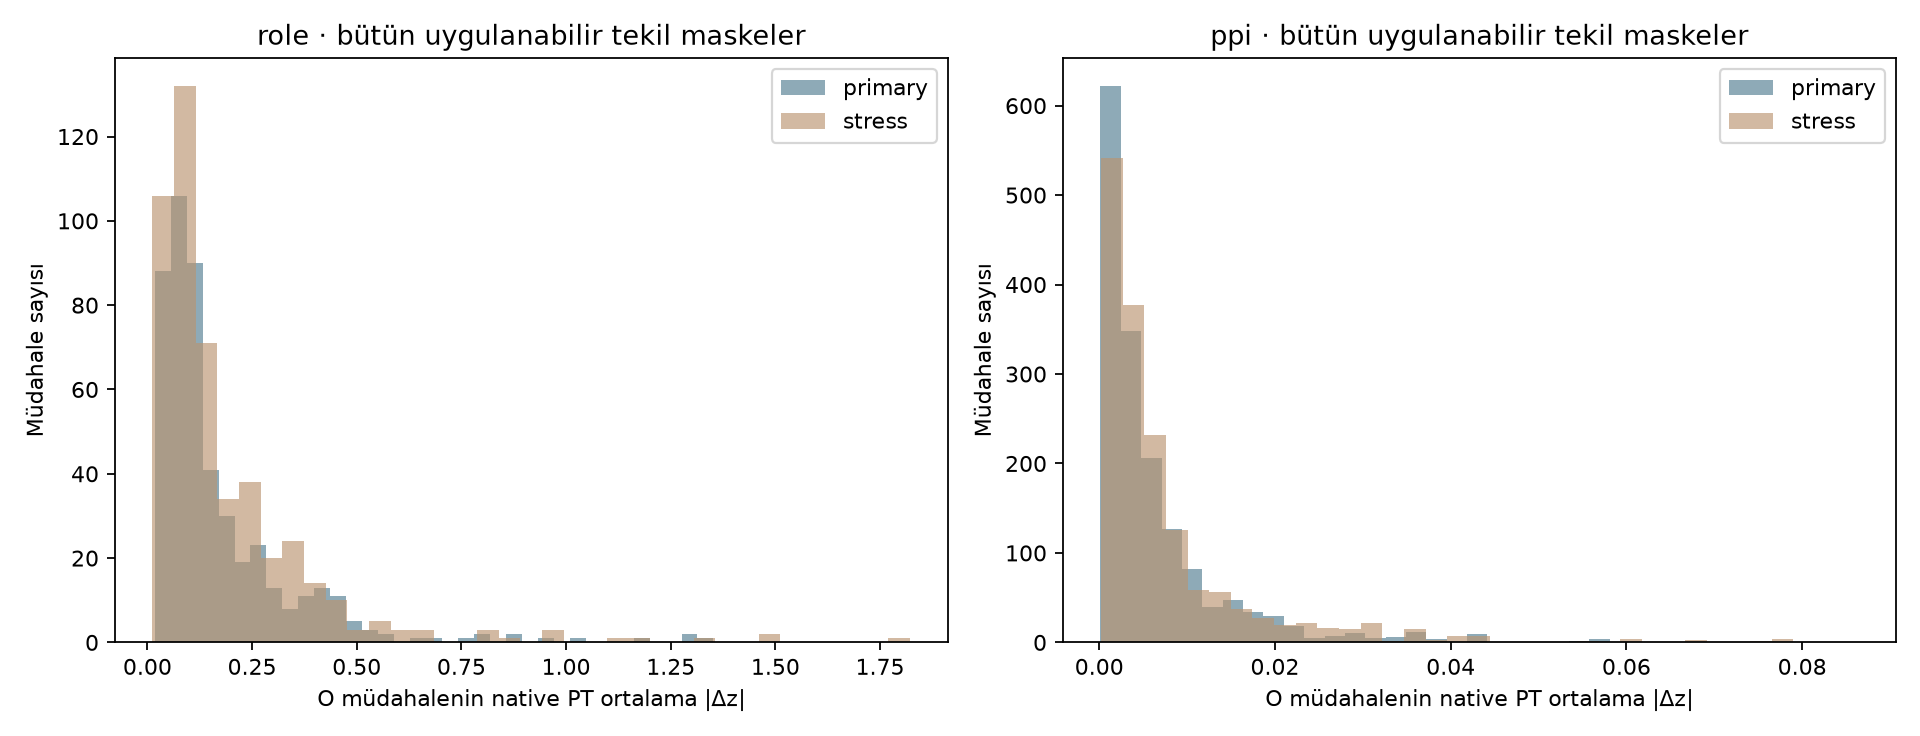 role · bütün uygulanabilir tekil maskeler
primary
stress
Müdahale sayısı
120
100
80
60
40
20
0
0.00 0.25 0.50 0.75 1.00 1.25 1.50 1.75
O müdahalenin native PT ortalama |Δz|
ppi · bütün uygulanabilir tekil maskeler
primary
stress
Müdahale sayısı
600
500
400
300
200
100
0
0.00 0.02 0.04 0.06 0.08
O müdahalenin native PT ortalama |Δz|